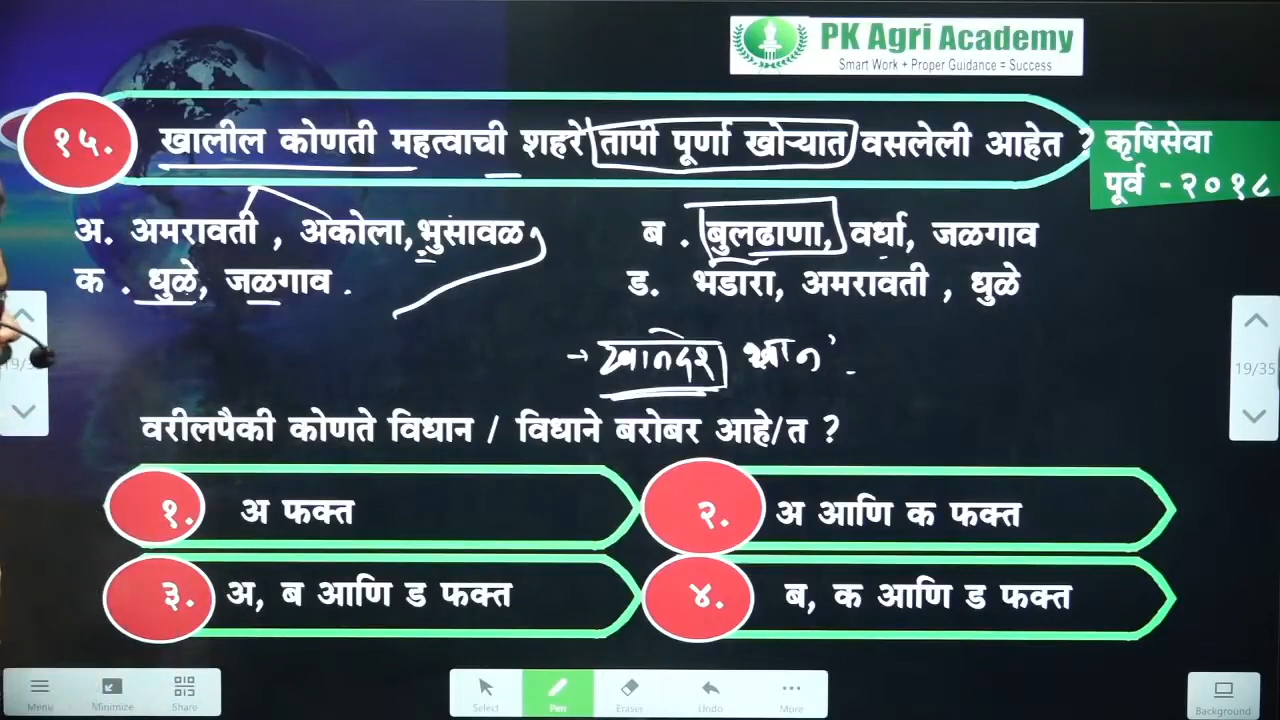 PK Agri Academy
Smart Work + Proper Guidance = Success
१५. खालील कोणती महत्वाची शहरे तापी पूर्णा खोऱ्यात वसलेली आहेत ?
कृषिसेवा
पूर्व - २०१८
अ. अमरावती , अकोला, भुसावळ
ब . बुलढाणा, वर्धा, जळगाव
क . धुळे, जळगाव .
ड. भंडारा, अमरावती , धुळे
→ खानदेश खान
वरीलपैकी कोणते विधान / विधाने बरोबर आहे/त ?
१. अ फक्त
२. अ आणि क फक्त
३. अ, ब आणि ड फक्त
४. ब, क आणि ड फक्त
19/35
Menu
Minimize
Share
Select
Pen
Eraser
Undo
More
Background